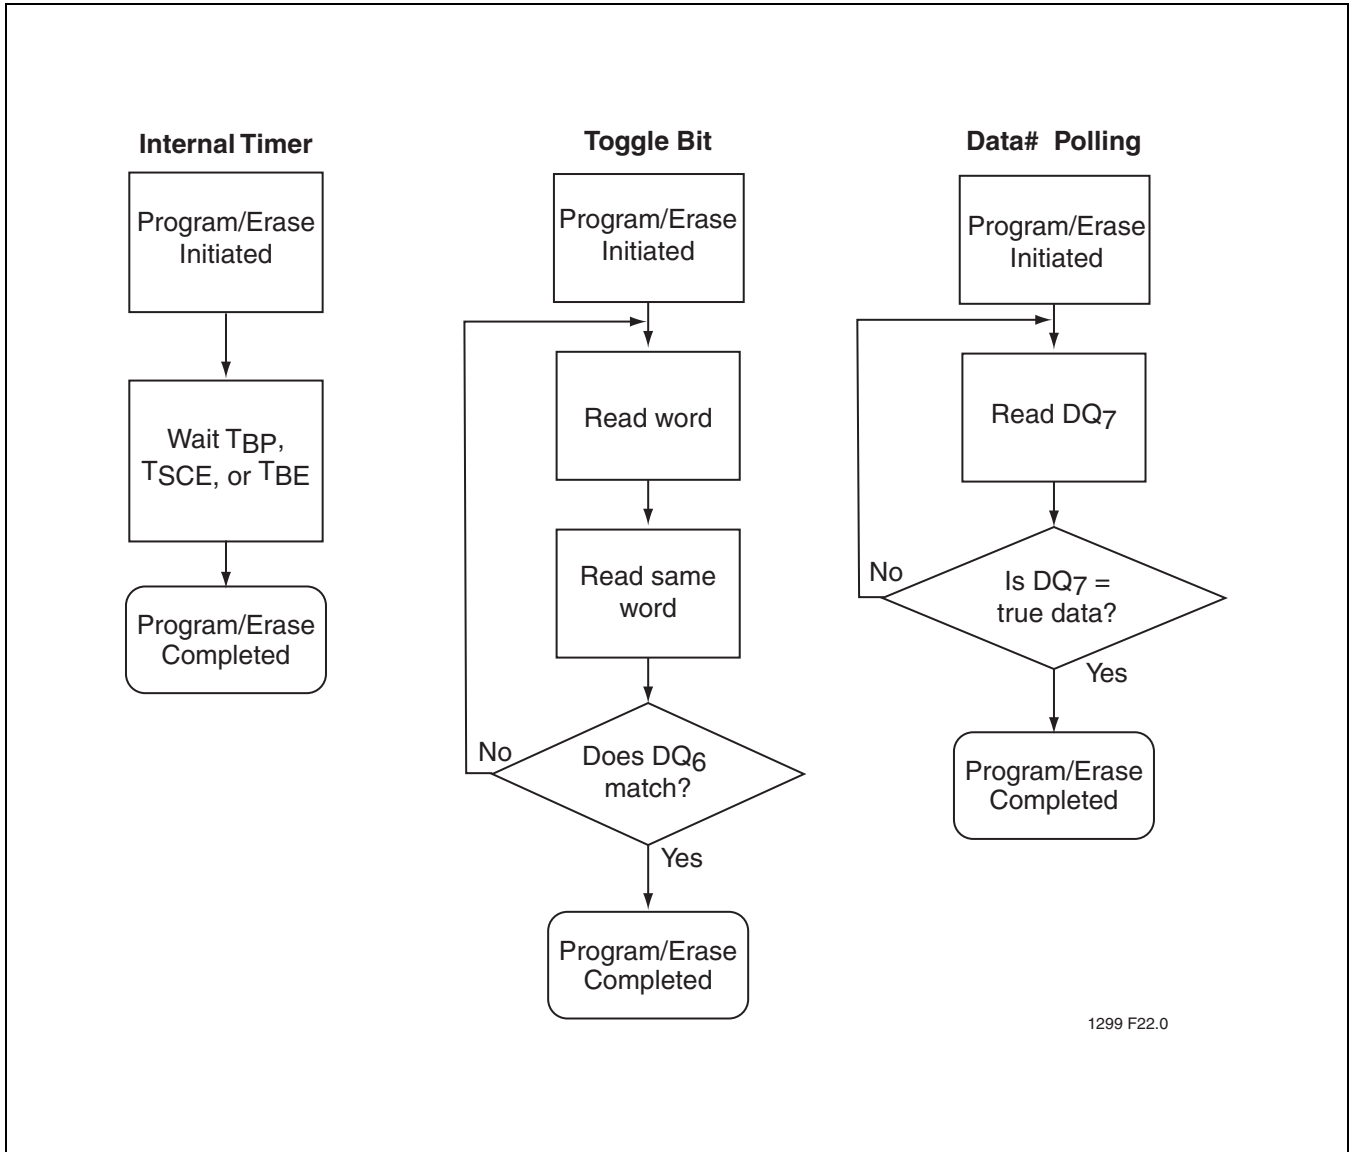 Internal Timer
Program/Erase
Initiated
Wait TBP,
TSCE, or TBE
Program/Erase
Completed
Toggle Bit
Program/Erase
Initiated
Read word
Read same
word
Does DQ6
match?
No
Yes
Program/Erase
Completed
Data# Polling
Program/Erase
Initiated
Read DQ7
Is DQ7 =
true data?
No
Yes
Program/Erase
Completed
1299 F22.0